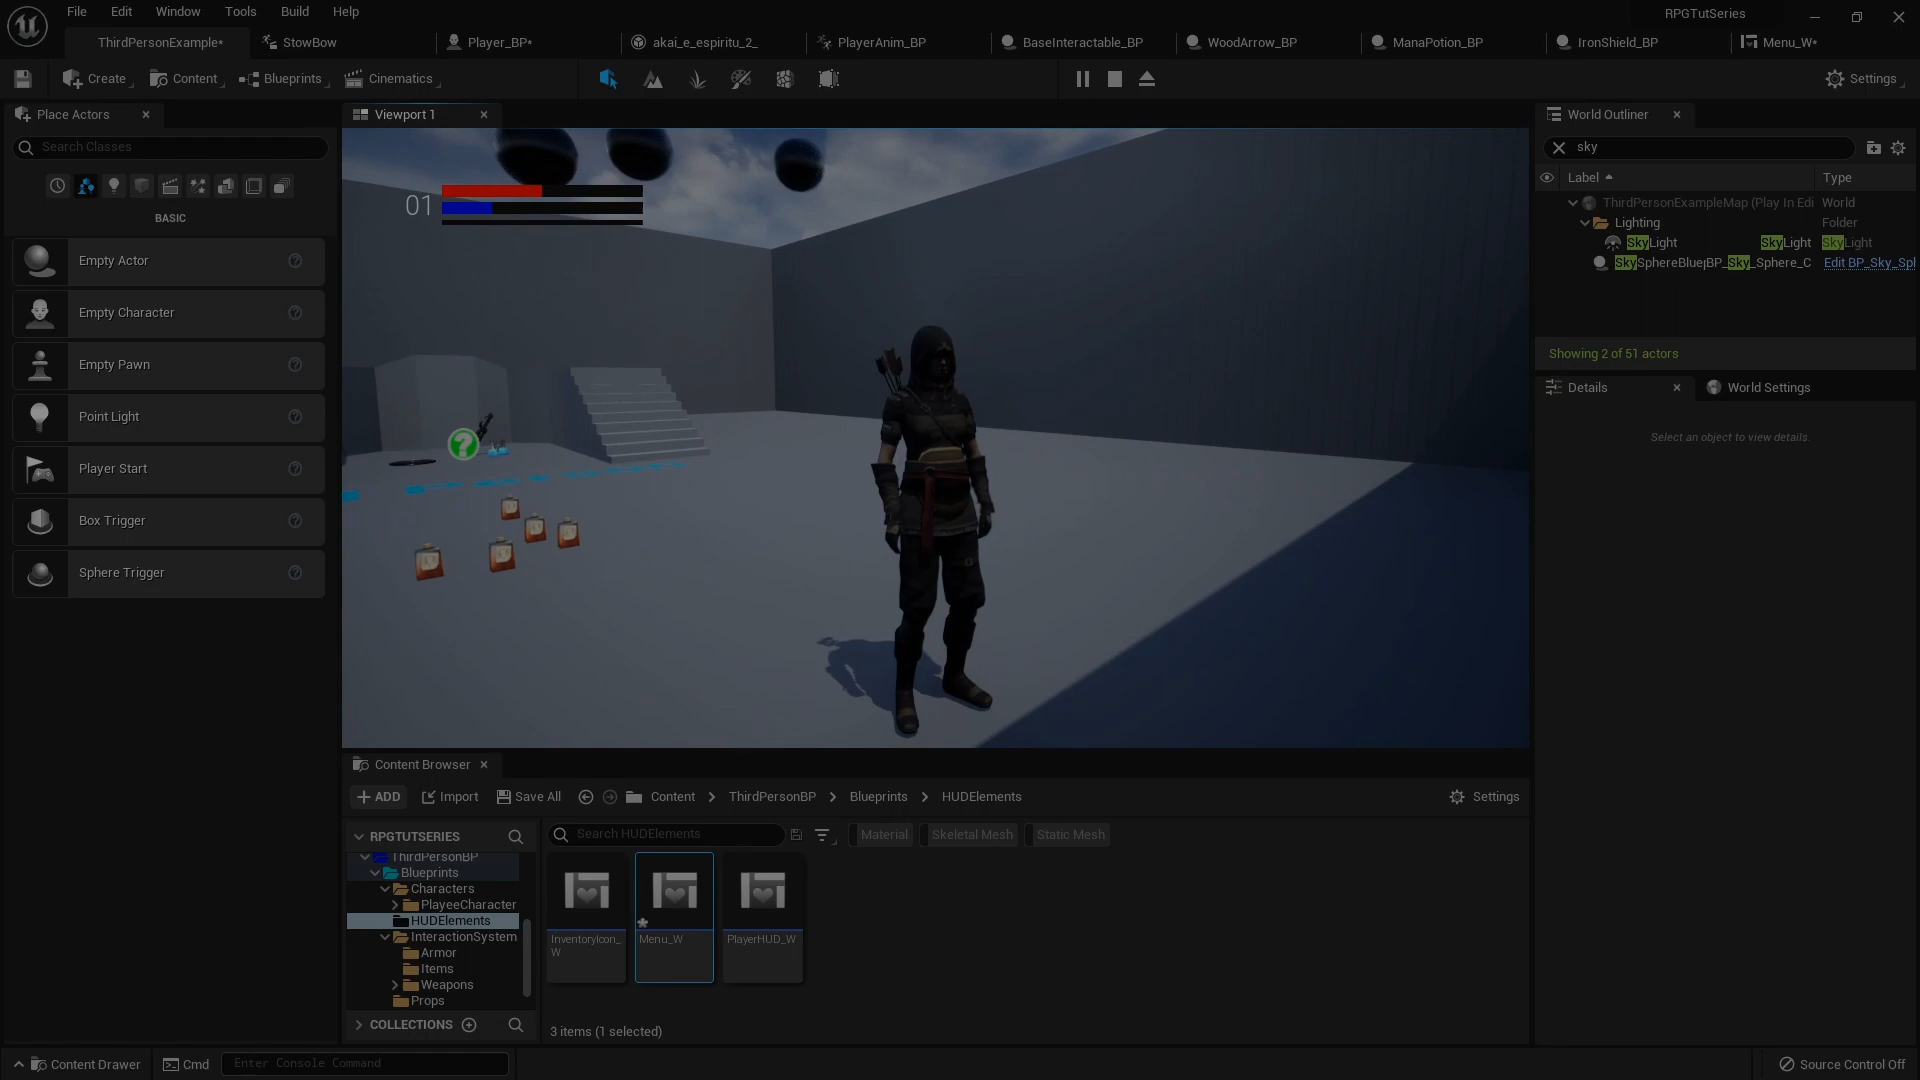 File Edit Window Tools Build Help
RPGTutSeries
ThirdPersonExample*
StowBow
Player_BP*
akai_e_espiritu_2_
PlayerAnim_BP
BaseInteractable_BP
WoodArrow_BP
ManaPotion_BP
IronShield_BP
Menu_W*
Create
Content
Blueprints
Cinematics
Settings
Place Actors
Viewport 1
World Outliner
Search Classes
sky
Label
Type
BASIC
01
ThirdPersonExampleMap (Play In Edi World
Lighting Folder
SkyLight SkyLight SkyLight
SkySphereBluepBP_Sky_Sphere_C Edit BP_Sky_Spl
Empty Actor
Empty Character
Empty Pawn
Point Light
Player Start
Box Trigger
Sphere Trigger
Showing 2 of 51 actors
Details
World Settings
Select an object to view details.
Content Browser
ADD
Import
Save All
Content
ThirdPersonBP
Blueprints
HUDElements
Settings
RPGTUTSERIES
Search HUDElements
Material
Skeletal Mesh
Static Mesh
ThirdPersonBP
Blueprints
Characters
PlayeeCharacter
HUDElements
InteractionSystem
Armor
Items
Weapons
Props
InventoryIcon_
W
Menu_W
PlayerHUD_W
COLLECTIONS
3 items (1 selected)
Content Drawer
Cmd
Enter Console Command
Source Control Off